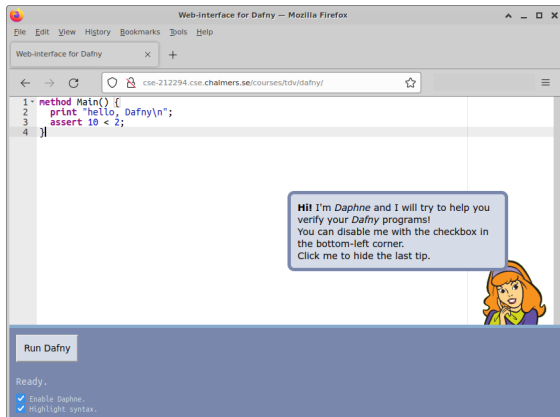 Web-interface for Dafny — Mozilla Firefox
File Edit View History Bookmarks Tools Help
Web-interface for Dafny
cse-212294.cse.chalmers.se/courses/tdv/dafny/
1 method Main() {
2 print "hello, Dafny\n";
3 assert 10 < 2;
4 }
Hi! I'm Daphne and I will try to help you
verify your Dafny programs!
You can disable me with the checkbox in
the bottom-left corner.
Click me to hide the last tip.
Run Dafny
Ready.
Enable Daphne.
Highlight syntax.